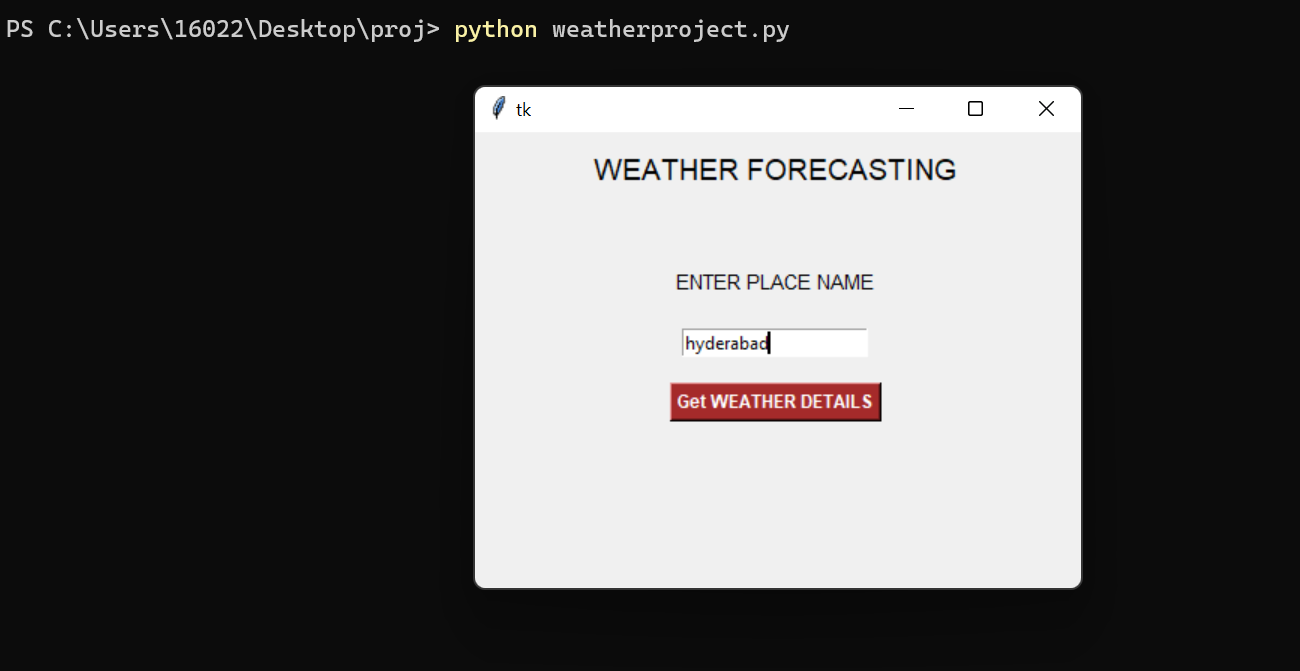 PS C:\Users\16022\Desktop\proj> python weatherproject.py
tk
WEATHER FORECASTING
ENTER PLACE NAME
hyderabad
Get WEATHER DETAILS